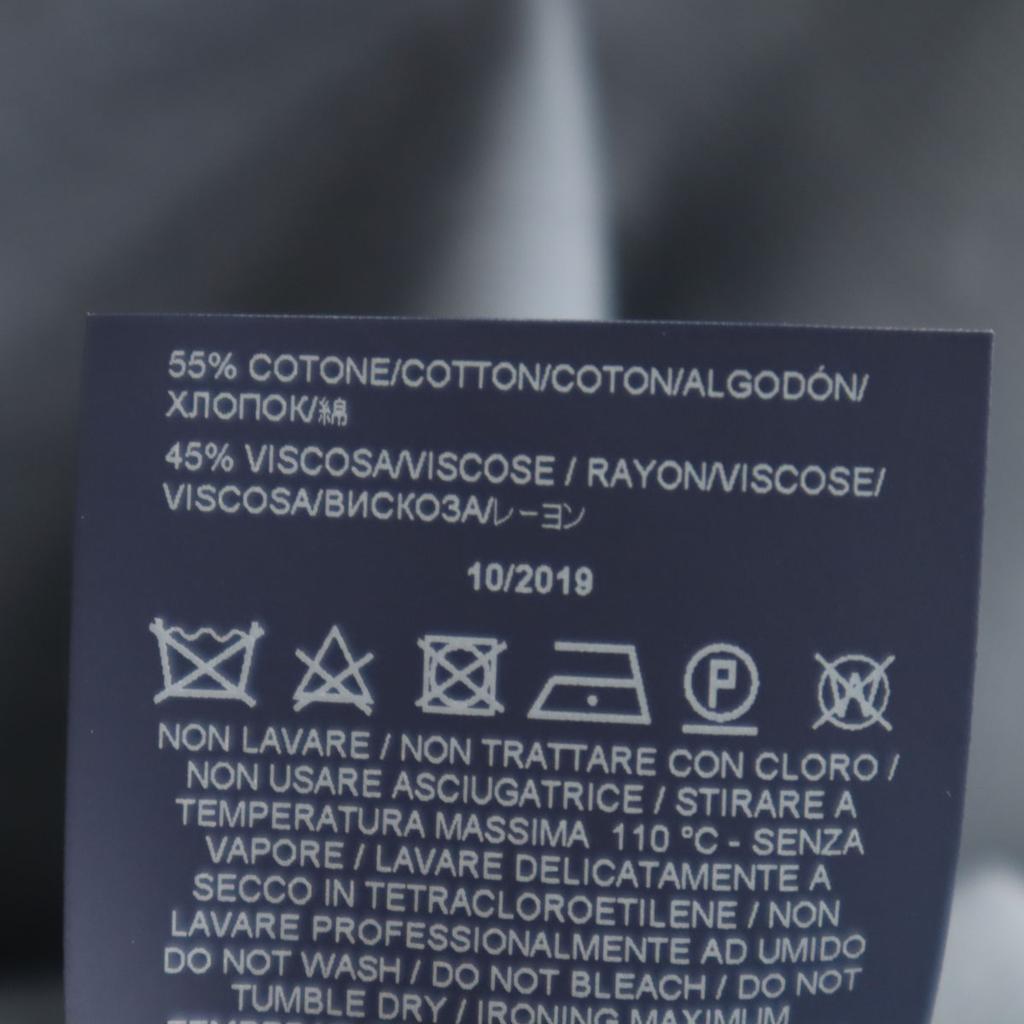 55% COTONE/COTTON/COTON/ALGODÓN/
ХЛОПОК/綿
45% VISCOSA/VISCOSE / RAYON/VISCOSE/
VISCOSA/ВИСКОЗА/レーヨン
10/2019
P
W
NON LAVARE / NON TRATTARE CON CLORO /
NON USARE ASCIUGATRICE / STIRARE A
TEMPERATURA MASSIMA 110 °C - SENZA
VAPORE / LAVARE DELICATAMENTE A
SECCO IN TETRACLOROETILENE / NON
LAVARE PROFESSIONALMENTE AD UMIDO
DO NOT WASH / DO NOT BLEACH / DO NOT
TUMBLE DRY / IRONING MAXIMUM